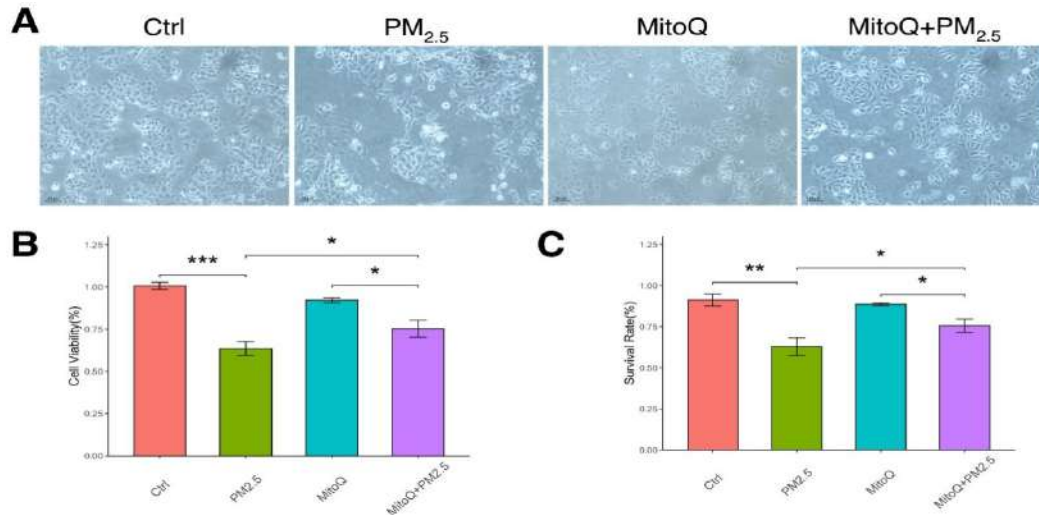 A
Ctrl
PM2.5
MitoQ
MitoQ+PM2.5
B
Cell Viability(%)
1.25
1.00
0.75
0.50
0.25
0.00
***
*
*
Ctrl
PM2.5
MitoQ
MitoQ+PM2.5
C
Survival Rate(%)
1.25
1.00
0.75
0.50
0.25
0.00
**
*
*
Ctrl
PM2.5
MitoQ
MitoQ+PM2.5